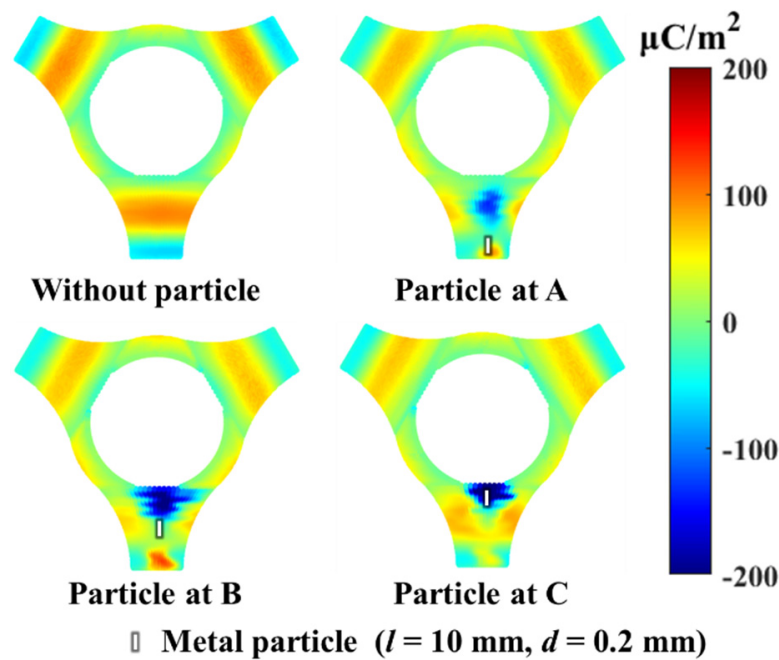 μC/m²
200
100
0
-100
-200
Without particle
Particle at A
Particle at B
Particle at C
Metal particle (l = 10 mm, d = 0.2 mm)